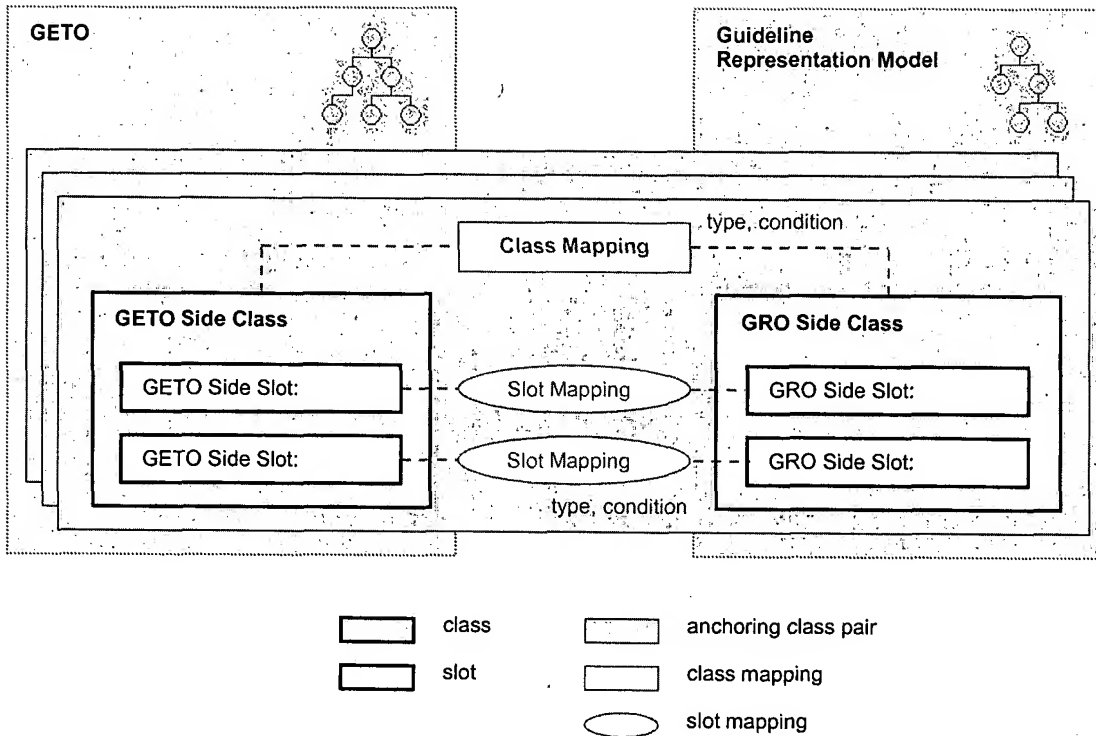 GETO
Guideline
Representation Model
type, condition
Class Mapping
GETO Side Class
GRO Side Class
GETO Side Slot:
Slot Mapping
GRO Side Slot:
GETO Side Slot:
Slot Mapping
GRO Side Slot:
type, condition
class
anchoring class pair
slot
class mapping
slot mapping